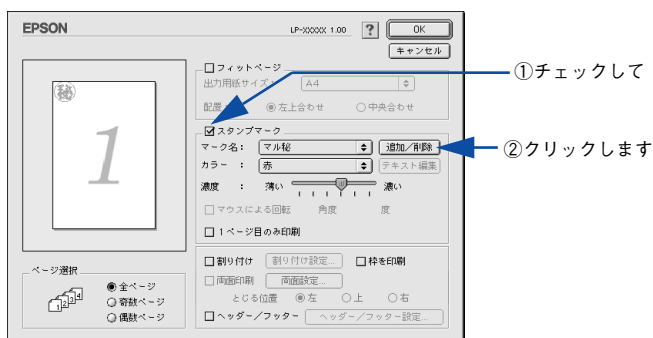 EPSON
LP-XXXXX 1.00
?
OK
キャンセル
フィットページ
出力用紙サイズ: A4
配置: 左上合わせ 中央合わせ
①チェックして
スタンプマーク
マーク名: マル秘 追加/削除
②クリックします
カラー : 赤 テキスト編集
濃度 : 薄い 濃い
マウスによる回転 角度 度
1ページ目のみ印刷
㊙
1
割り付け 割り付け設定... 枠を印刷
両面印刷 両面設定...
とじる位置 左 上 右
ヘッダー/フッター ヘッダー/フッター設定...
ページ選択
1 2 3 4
全ページ
奇数ページ
偶数ページ